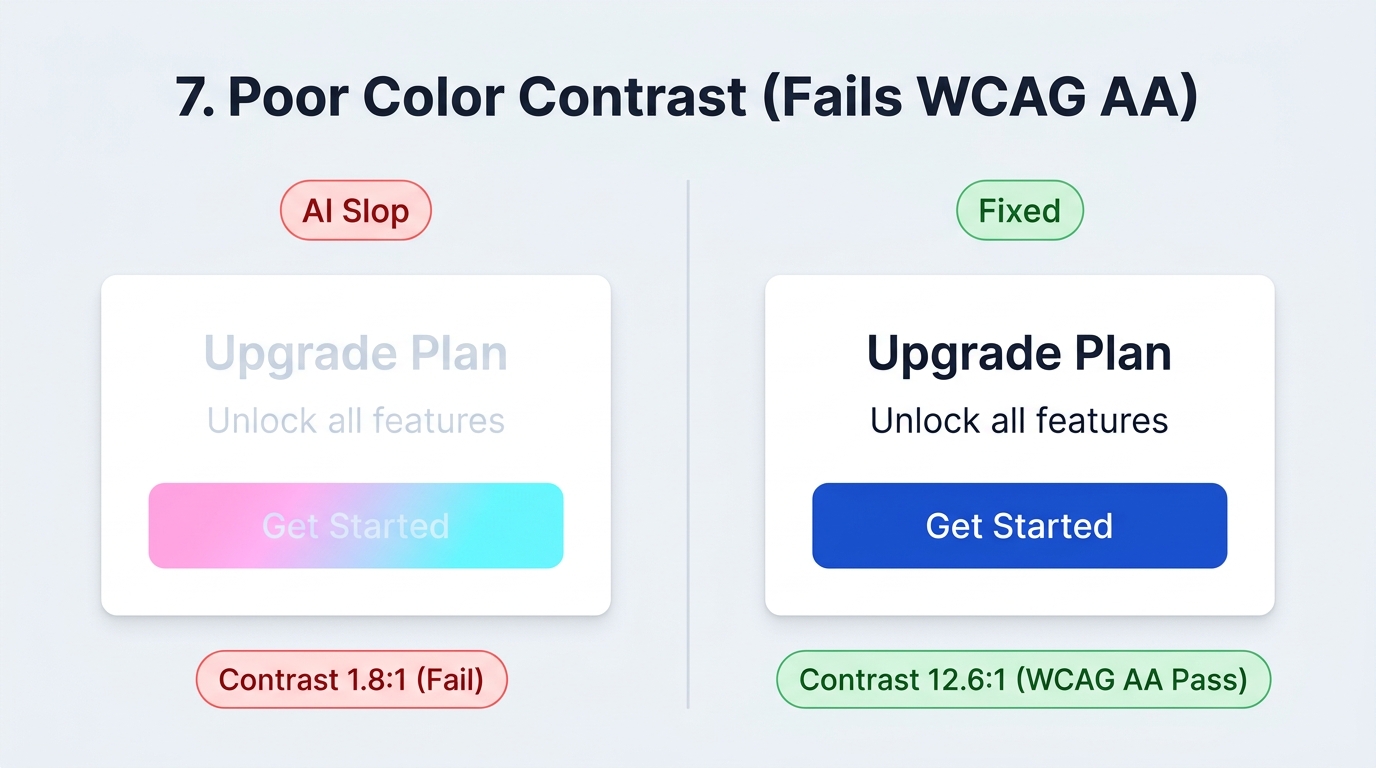 7. Poor Color Contrast (Fails WCAG AA)
AI Slop
Upgrade Plan
Unlock all features
Get Started
Contrast 1.8:1 (Fail)
Fixed
Upgrade Plan
Unlock all features
Get Started
Contrast 12.6:1 (WCAG AA Pass)